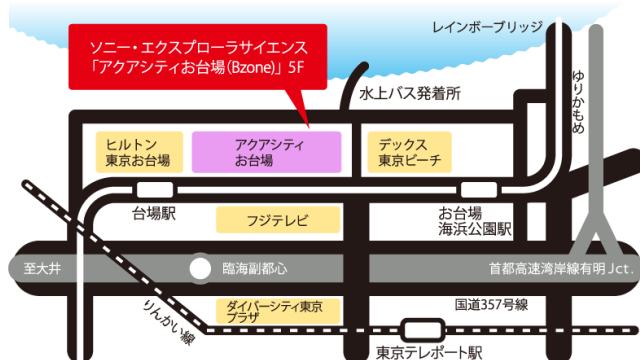 レインボーブリッジ
ソニー・エクスプローラサイエンス
「アクアシティお台場(Bzone)」5F
水上バス発着所
ゆりかもめ
ヒルトン
東京お台場
アクアシティ
お台場
デックス
東京ビーチ
台場駅
フジテレビ
お台場
海浜公園駅
至大井
臨海副都心
首都高速湾岸線有明Jct.
りんかい線
ダイバーシティ東京
プラザ
国道357号線
東京テレポート駅